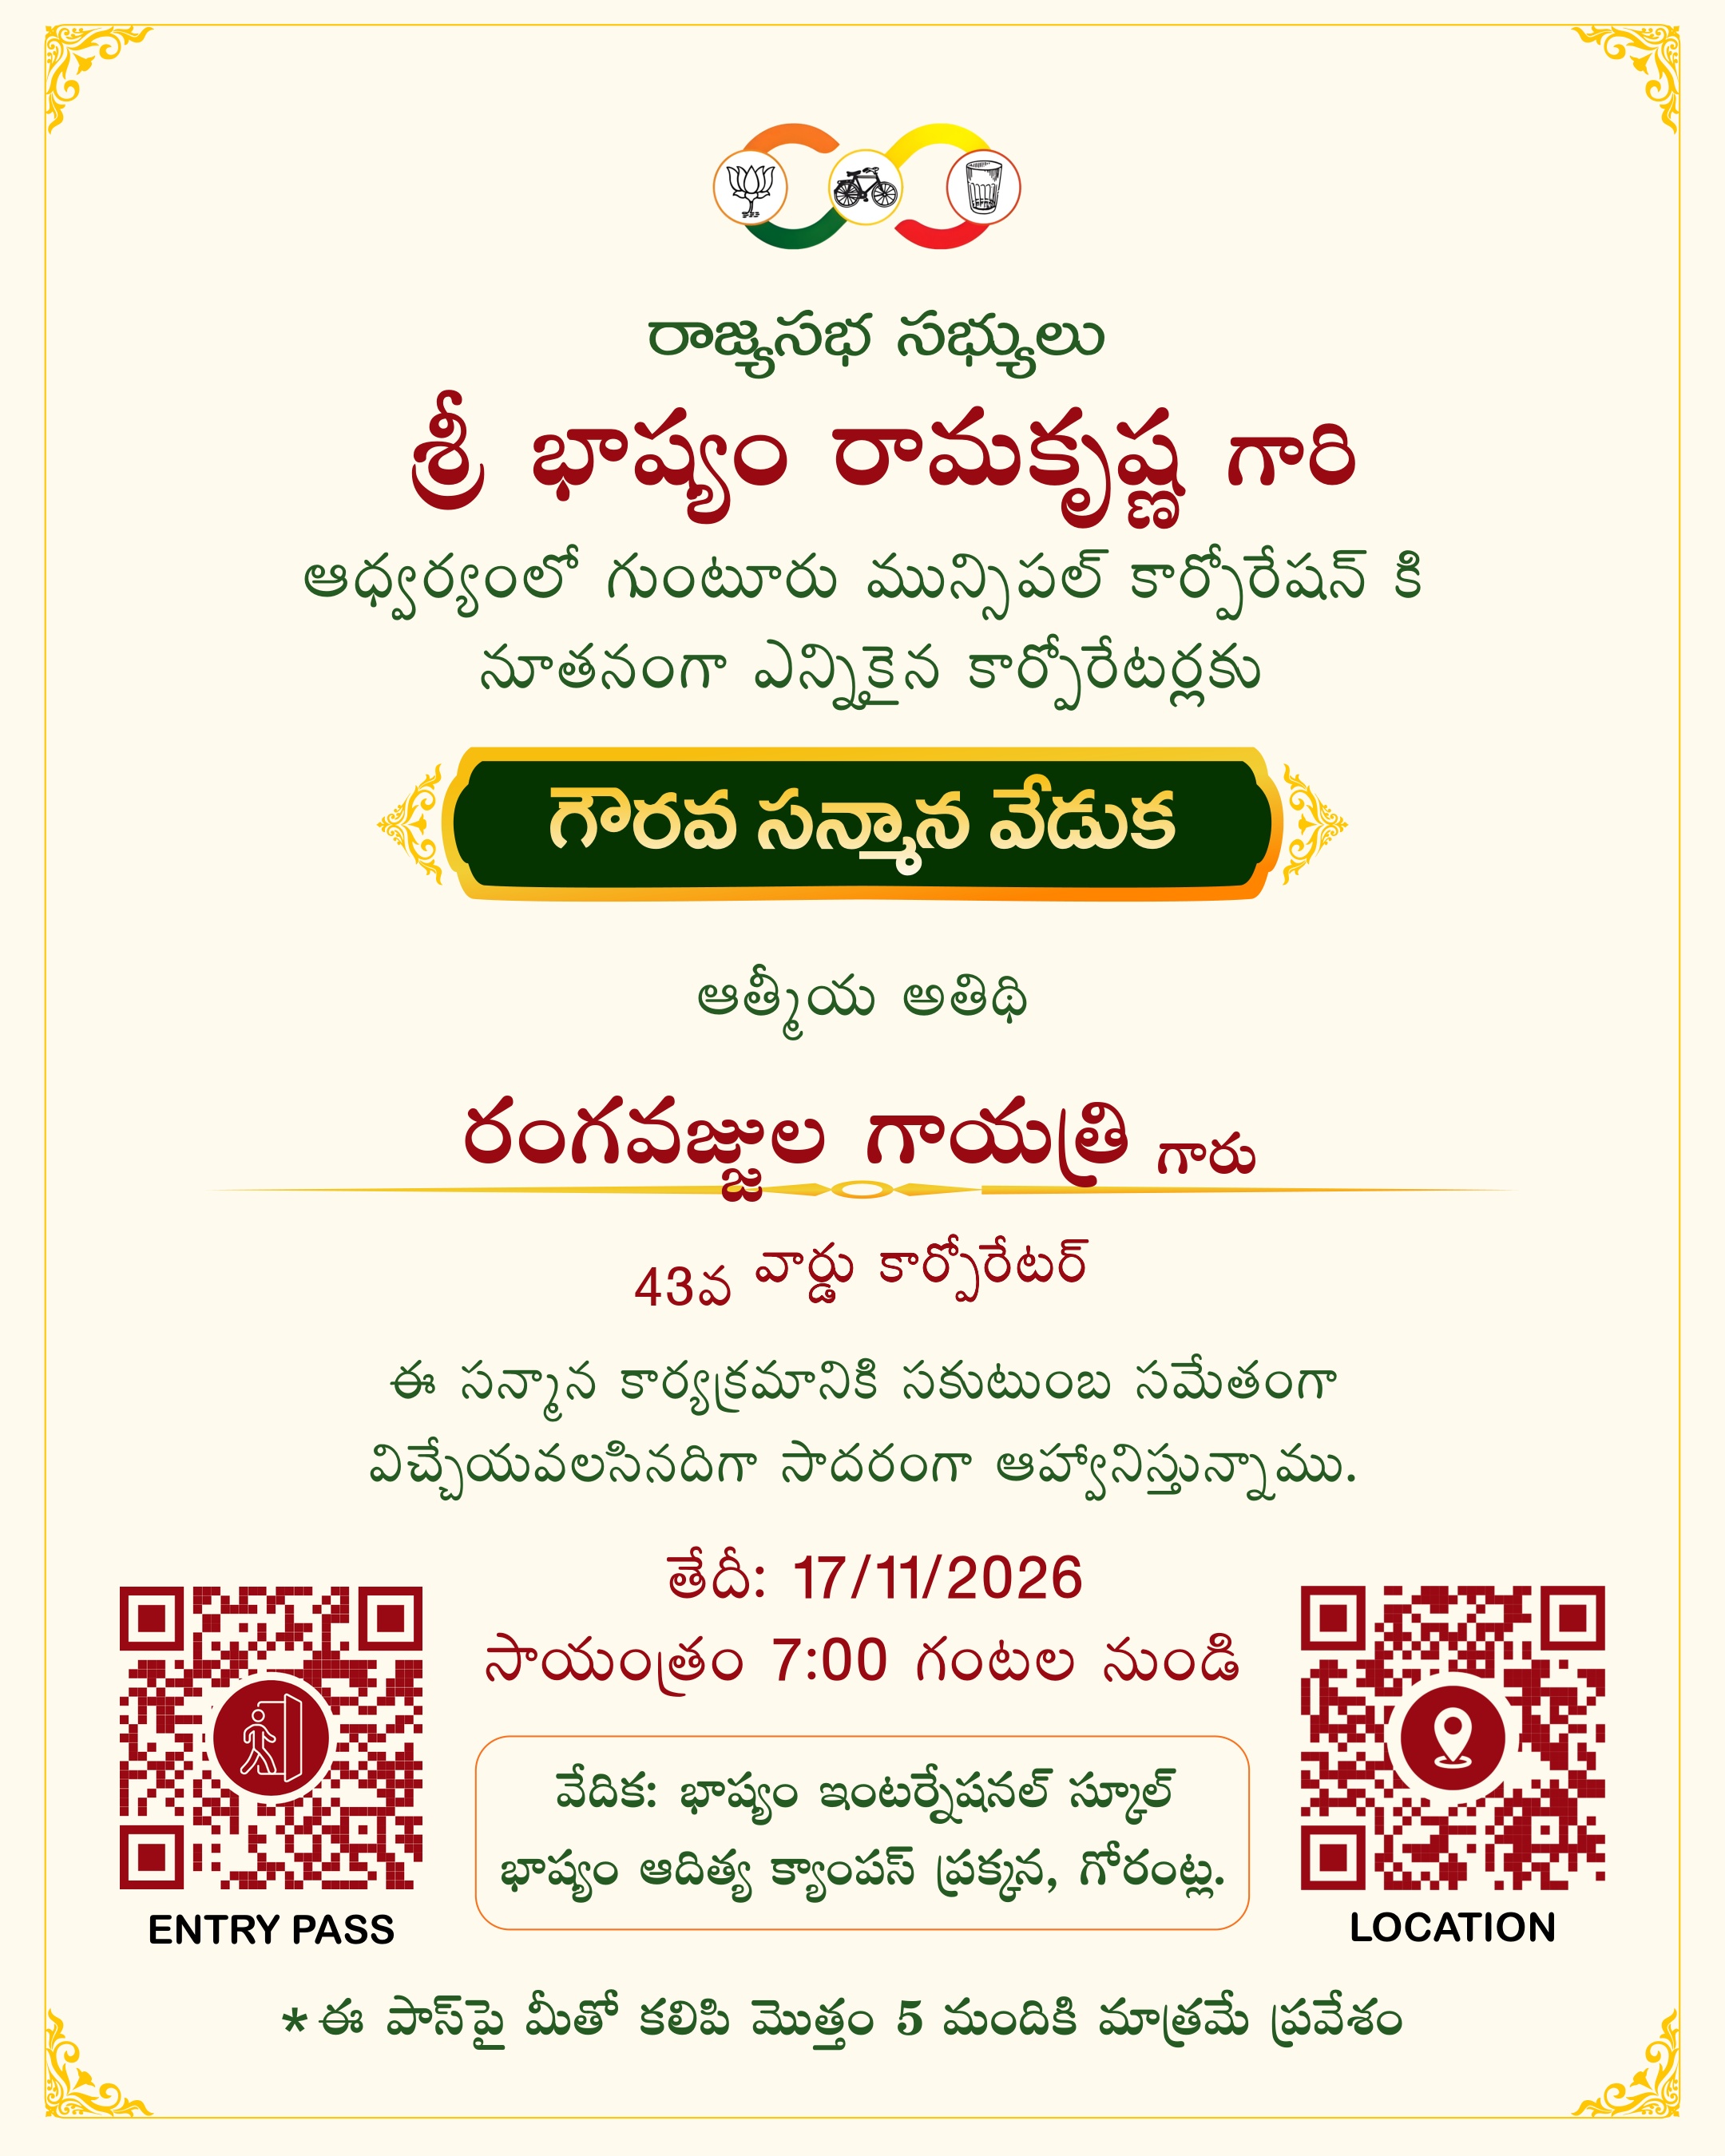 రాజ్యసభ సభ్యులు
శ్రీ భాష్యం రామకృష్ణ గారి
ఆధ్వర్యంలో గుంటూరు మున్సిపల్ కార్పోరేషన్ కి
నూతనంగా ఎన్నికైన కార్పోరేటర్లకు
గౌరవ సన్మాన వేడుక
ఆత్మీయ అతిథి
రంగవజ్జుల గాయత్రి గారు
43వ వార్డు కార్పోరేటర్
ఈ సన్మాన కార్యక్రమానికి సకుటుంబ సమేతంగా
విచ్చేయవలసినదిగా సాదరంగా ఆహ్వానిస్తున్నాము.
తేదీ: 17/11/2026
సాయంత్రం 7:00 గంటల నుండి
వేదిక: భాష్యం ఇంటర్నేషనల్ స్కూల్
భాష్యం ఆదిత్య క్యాంపస్ ప్రక్కన, గోరంట్ల.
ENTRY PASS
LOCATION
*ఈ పాస్‌పై మీతో కలిపి మొత్తం 5 మందికి మాత్రమే ప్రవేశం